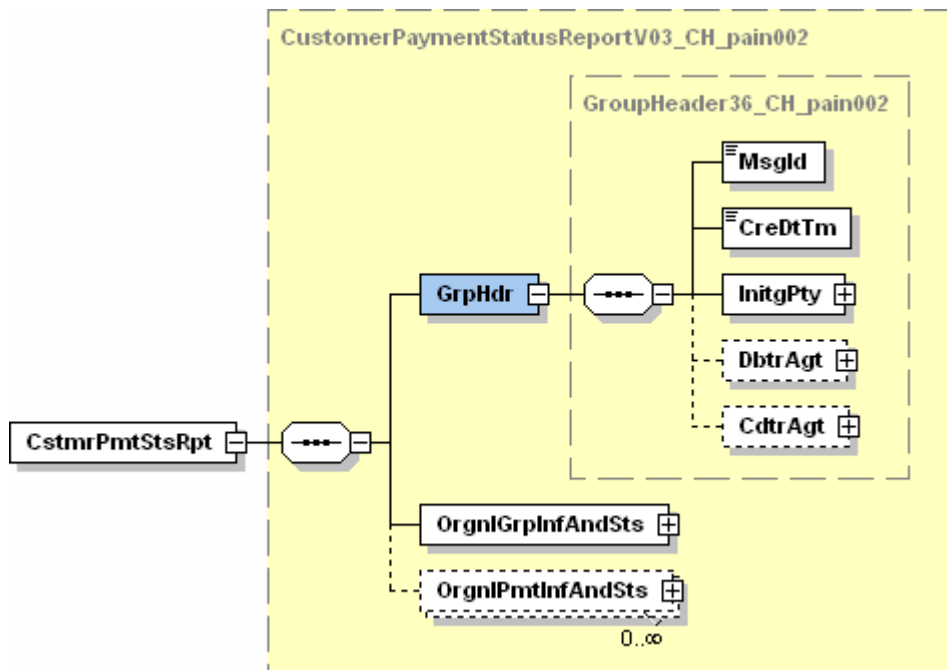 CustomerPaymentStatusReportV03_CH_pain002
GroupHeader36_CH_pain002
MsgId
CreDtTm
GrpHdr
InitgPty
DbtrAgt
CdtrAgt
CstmrPmtStsRpt
OrgnlGrpInfAndSts
OrgnlPmtInfAndSts
0..∞